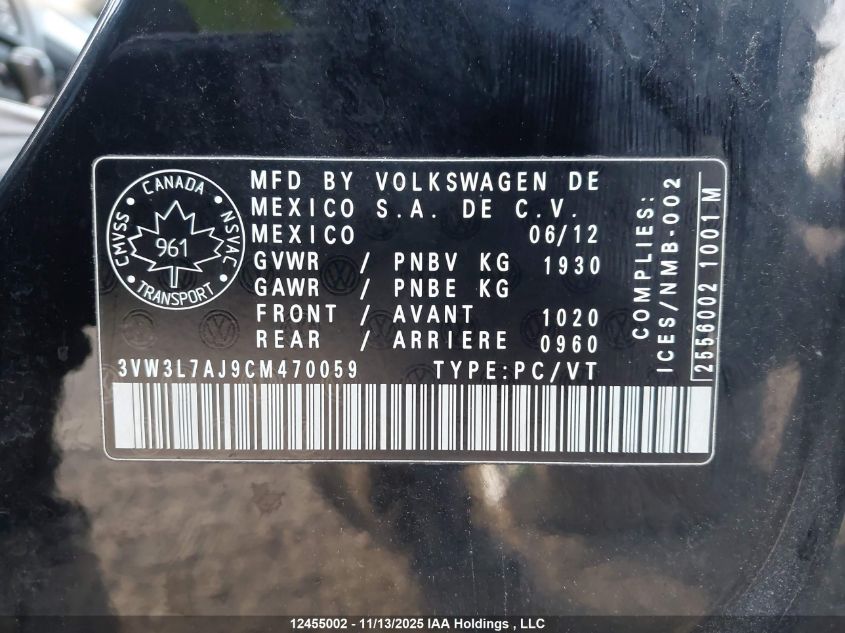 CANADA
CMVSS
NSVAC
961
TRANSPORT
MFD BY VOLKSWAGEN DE
MEXICO S.A. DE C.V.
MEXICO 06/12
GVWR / PNBV KG 1930
GAWR / PNBE KG
FRONT / AVANT 1020
REAR / ARRIERE 0960
3VW3L7AJ9CM470059 TYPE:PC/VT
COMPLIES:
ICES/NMB-002
2556002 1001 M
12455002 - 11/13/2025 IAA Holdings , LLC